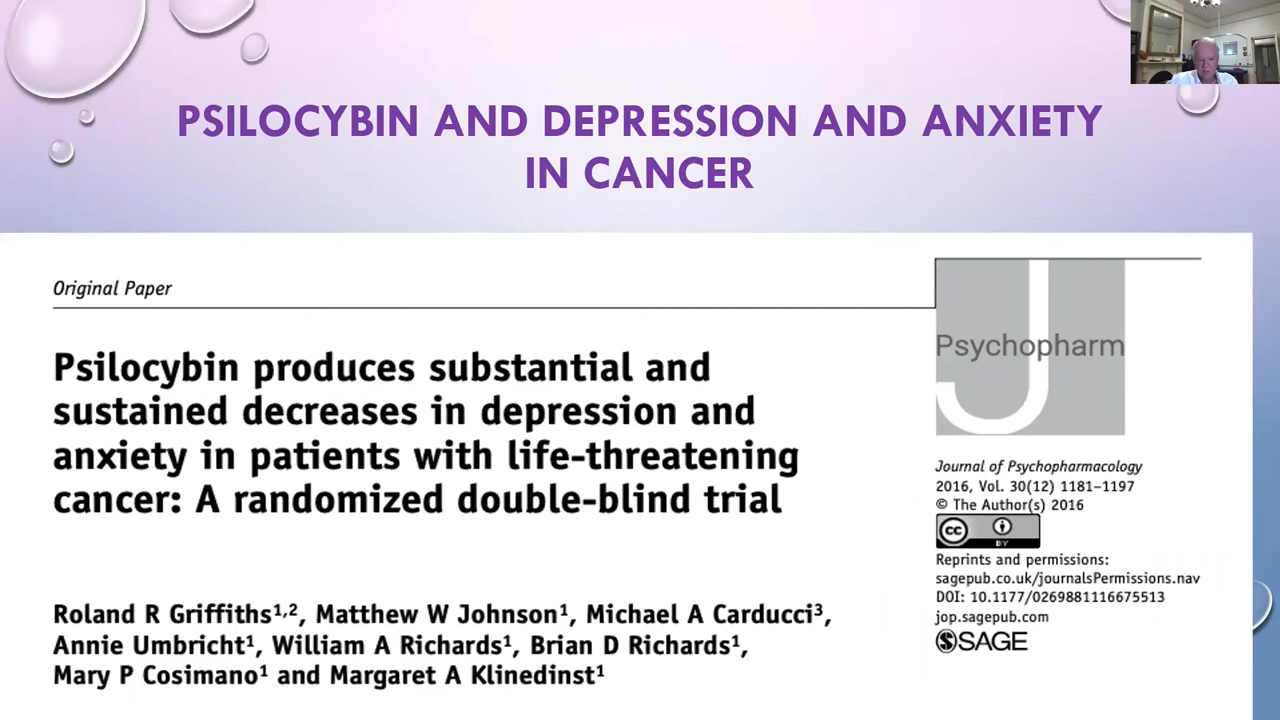 PSILOCYBIN AND DEPRESSION AND ANXIETY
IN CANCER
Original Paper
Psilocybin produces substantial and
sustained decreases in depression and
anxiety in patients with life-threatening
cancer: A randomized double-blind trial
Roland R Griffiths1,2, Matthew W Johnson1, Michael A Carducci3,
Annie Umbricht1, William A Richards1, Brian D Richards1,
Mary P Cosimano1 and Margaret A Klinedinst1
J
Psychopharm
Journal of Psychopharmacology
2016, Vol. 30(12) 1181–1197
© The Author(s) 2016
cc BY
Reprints and permissions:
sagepub.co.uk/journalsPermissions.nav
DOI: 10.1177/0269881116675513
jop.sagepub.com
SAGE